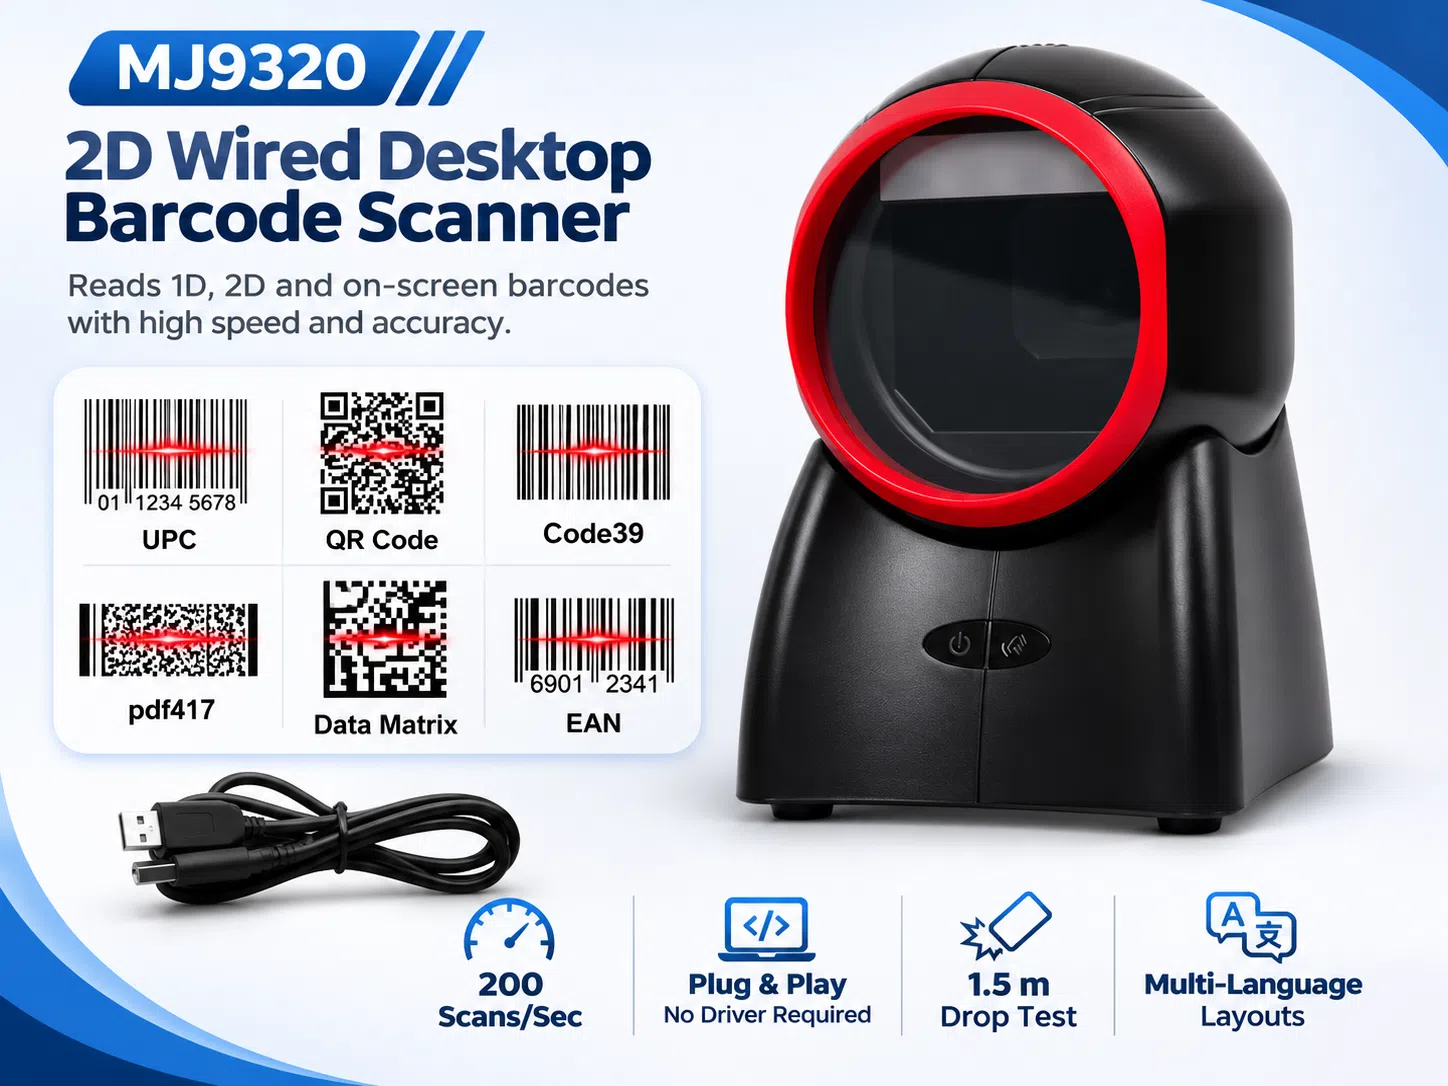 MJ9320
2D Wired Desktop
Barcode Scanner
Reads 1D, 2D and on-screen barcodes
with high speed and accuracy.
01 1234 5678
UPC
QR Code
Code39
pdf417
Data Matrix
6901 2341
EAN
200
Scans/Sec
</>
Plug & Play
No Driver Required
1.5 m
Drop Test
A 文
Multi-Language
Layouts